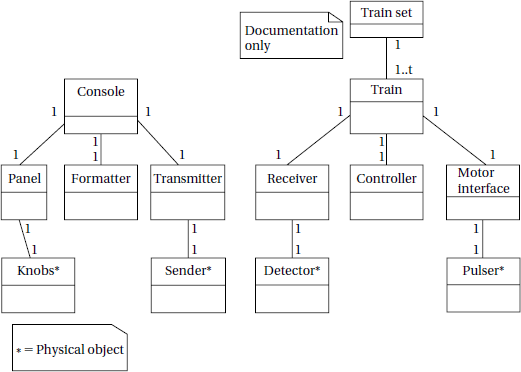 Train set
Documentation
only
1
1..t
Console
Train
1
1
1
1
1
1
1
1
1
1
1
1
Panel
Formatter
Transmitter
Receiver
Controller
Motor
interface
1
1
1
1
1
1
1
1
Knobs*
Sender*
Detector*
Pulser*
* = Physical object